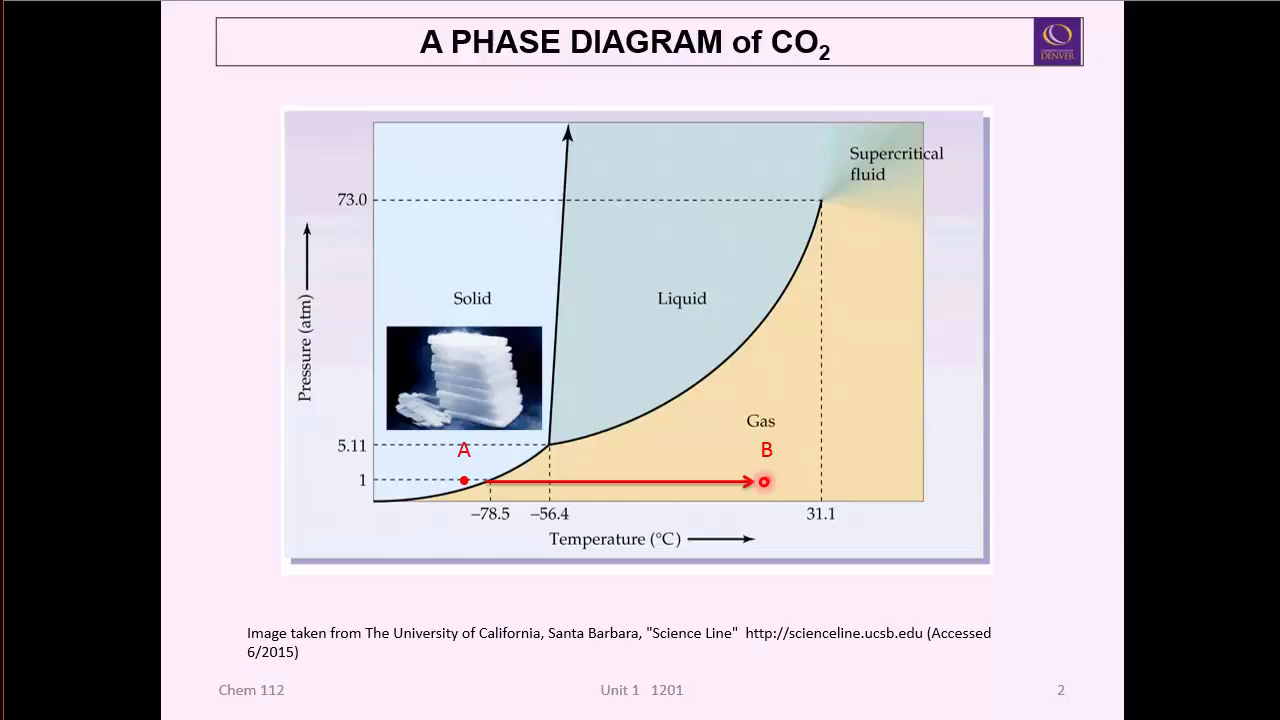 A PHASE DIAGRAM of CO₂
DENVER
Supercritical
fluid
73.0
Solid
Liquid
Pressure (atm)
Gas
5.11
A
B
1
–78.5
–56.4
31.1
Temperature (°C)
Image taken from The University of California, Santa Barbara, "Science Line"  http://scienceline.ucsb.edu (Accessed
6/2015)
Chem 112
Unit 1   1201
2